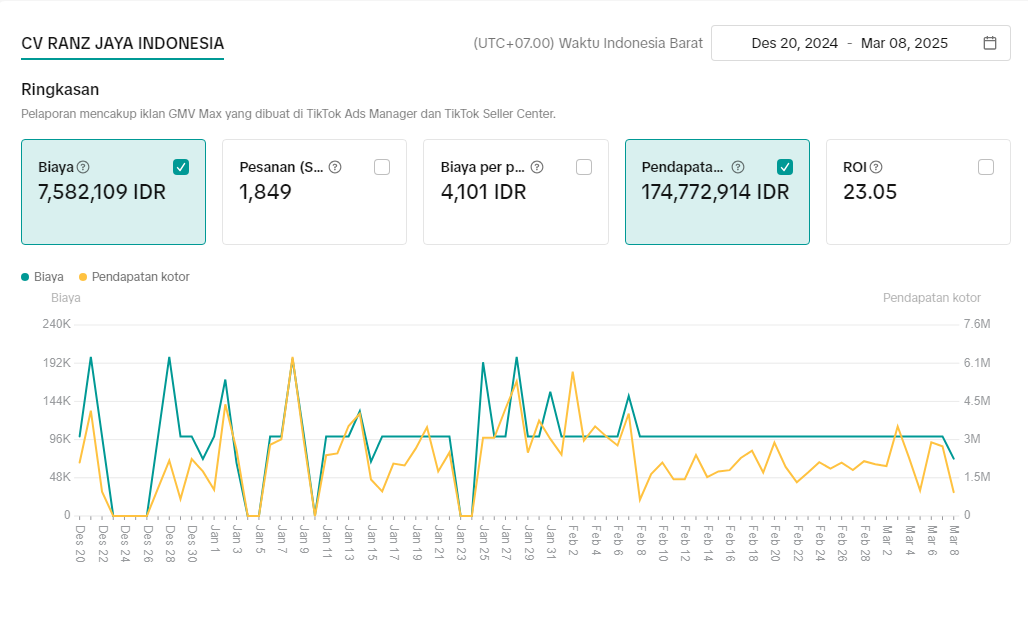 CV RANZ JAYA INDONESIA
(UTC+07.00) Waktu Indonesia Barat
Des 20, 2024 - Mar 08, 2025
Ringkasan
Pelaporan mencakup iklan GMV Max yang dibuat di TikTok Ads Manager dan TikTok Seller Center.
Biaya
7,582,109 IDR
Pesanan (S...
1,849
Biaya per p...
4,101 IDR
Pendapata...
174,772,914 IDR
ROI
23.05
Biaya
Pendapatan kotor
Biaya
Pendapatan kotor
240K
192K
144K
96K
48K
0
7.6M
6.1M
4.5M
3M
1.5M
0
Des 20
Des 22
Des 24
Des 26
Des 28
Des 30
Jan 1
Jan 3
Jan 5
Jan 7
Jan 9
Jan 11
Jan 13
Jan 15
Jan 17
Jan 19
Jan 21
Jan 23
Jan 25
Jan 27
Jan 29
Jan 31
Feb 2
Feb 4
Feb 6
Feb 8
Feb 10
Feb 12
Feb 14
Feb 16
Feb 18
Feb 20
Feb 22
Feb 24
Feb 26
Feb 28
Mar 2
Mar 4
Mar 6
Mar 8